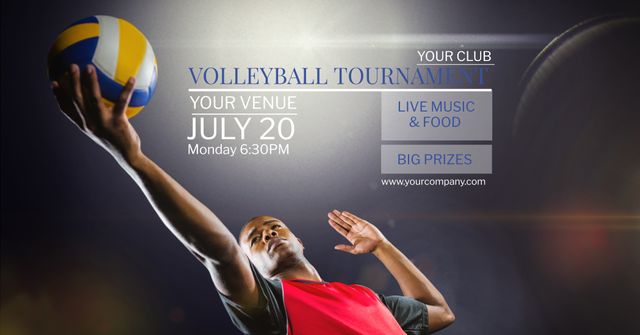 YOUR CLUB
VOLLEYBALL TOURNAMENT
YOUR VENUE
JULY 20
Monday 6:30PM
LIVE MUSIC
& FOOD
BIG PRIZES
www.yourcompany.com